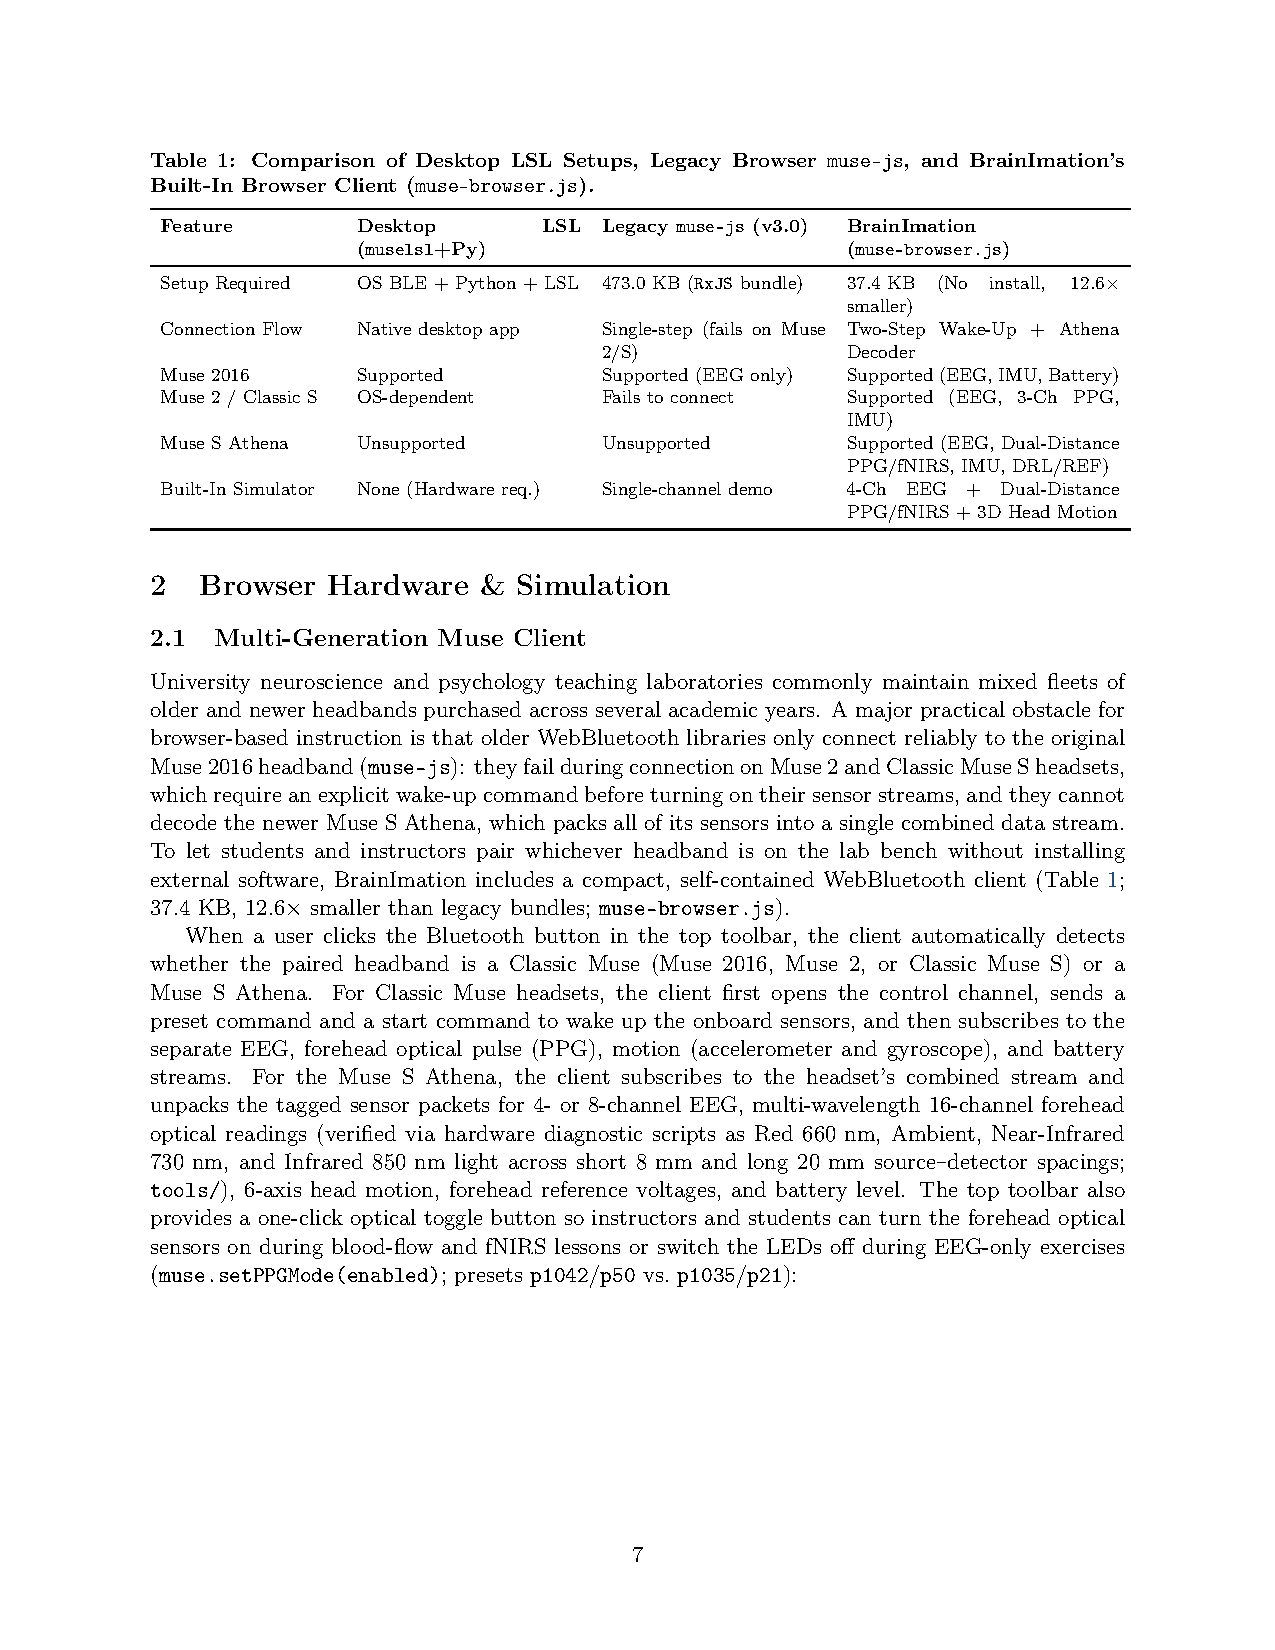 Table 1: Comparison of Desktop LSL Setups, Legacy Browser muse-js, and BrainImation's
Built-In Browser Client (muse-browser.js).
Feature Desktop LSL Legacy muse-js (v3.0) BrainImation
(muselsl+Py) (muse-browser.js)
Setup Required OS BLE + Python + LSL 473.0 KB (RxJS bundle) 37.4 KB (No install, 12.6×
smaller)
Connection Flow Native desktop app Single-step (fails on Muse Two-Step Wake-Up + Athena
2/S) Decoder
Muse 2016 Supported Supported (EEG only) Supported (EEG, IMU, Battery)
Muse 2 / Classic S OS-dependent Fails to connect Supported (EEG, 3-Ch PPG,
IMU)
Muse S Athena Unsupported Unsupported Supported (EEG, Dual-Distance
PPG/fNIRS, IMU, DRL/REF)
Built-In Simulator None (Hardware req.) Single-channel demo 4-Ch EEG + Dual-Distance
PPG/fNIRS + 3D Head Motion
2 Browser Hardware & Simulation
2.1 Multi-Generation Muse Client
University neuroscience and psychology teaching laboratories commonly maintain mixed fleets of
older and newer headbands purchased across several academic years. A major practical obstacle for
browser-based instruction is that older WebBluetooth libraries only connect reliably to the original
Muse 2016 headband (muse-js): they fail during connection on Muse 2 and Classic Muse S headsets,
which require an explicit wake-up command before turning on their sensor streams, and they cannot
decode the newer Muse S Athena, which packs all of its sensors into a single combined data stream.
To let students and instructors pair whichever headband is on the lab bench without installing
external software, BrainImation includes a compact, self-contained WebBluetooth client (Table 1;
37.4 KB, 12.6× smaller than legacy bundles; muse-browser.js).
When a user clicks the Bluetooth button in the top toolbar, the client automatically detects
whether the paired headband is a Classic Muse (Muse 2016, Muse 2, or Classic Muse S) or a
Muse S Athena. For Classic Muse headsets, the client first opens the control channel, sends a
preset command and a start command to wake up the onboard sensors, and then subscribes to the
separate EEG, forehead optical pulse (PPG), motion (accelerometer and gyroscope), and battery
streams. For the Muse S Athena, the client subscribes to the headset's combined stream and
unpacks the tagged sensor packets for 4- or 8-channel EEG, multi-wavelength 16-channel forehead
optical readings (verified via hardware diagnostic scripts as Red 660 nm, Ambient, Near-Infrared
730 nm, and Infrared 850 nm light across short 8 mm and long 20 mm source–detector spacings;
tools/), 6-axis head motion, forehead reference voltages, and battery level. The top toolbar also
provides a one-click optical toggle button so instructors and students can turn the forehead optical
sensors on during blood-flow and fNIRS lessons or switch the LEDs off during EEG-only exercises
(muse.setPPGMode(enabled); presets p1042/p50 vs. p1035/p21):
7